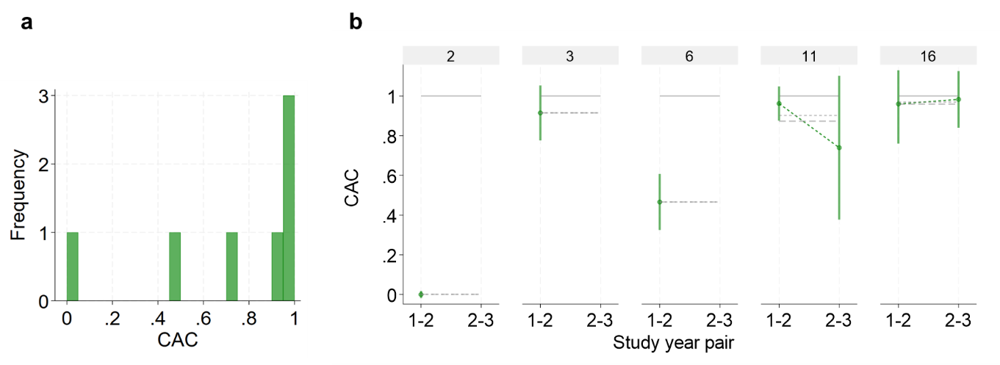 a
3
2
1
0
Frequency
0 .2 .4 .6 .8 1
CAC
b
2 3 6 11 16
1
.8
.6
.4
.2
0
CAC
1-2 2-3 1-2 2-3 1-2 2-3 1-2 2-3 1-2 2-3
Study year pair